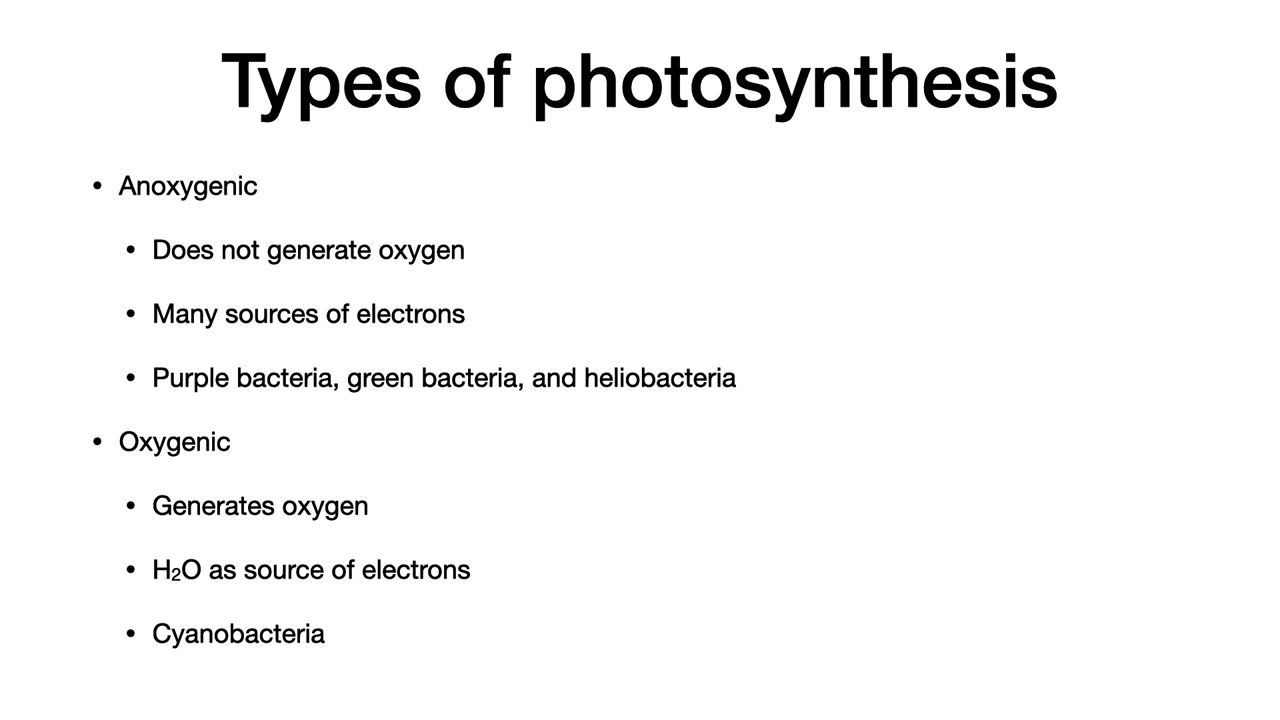 Types of photosynthesis
• Anoxygenic
• Does not generate oxygen
• Many sources of electrons
• Purple bacteria, green bacteria, and heliobacteria
• Oxygenic
• Generates oxygen
• H₂O as source of electrons
• Cyanobacteria